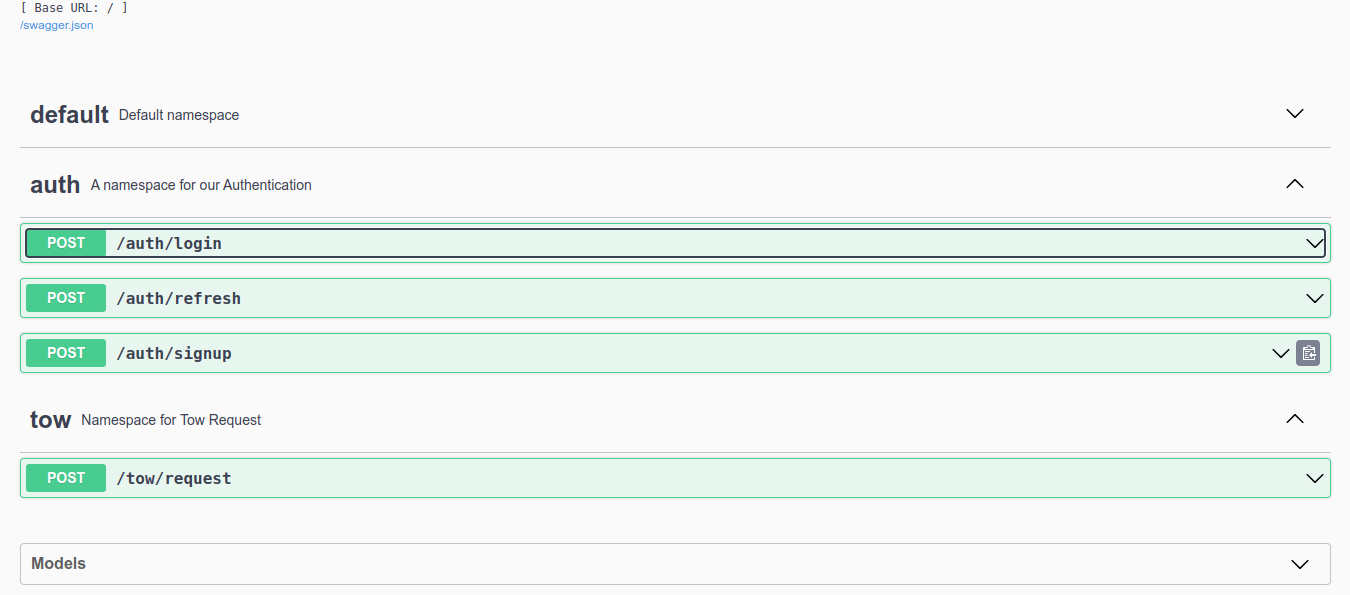 [ Base URL: / ]
/swagger.json
default Default namespace
auth A namespace for our Authentication
POST /auth/login
POST /auth/refresh
POST /auth/signup
tow Namespace for Tow Request
POST /tow/request
Models